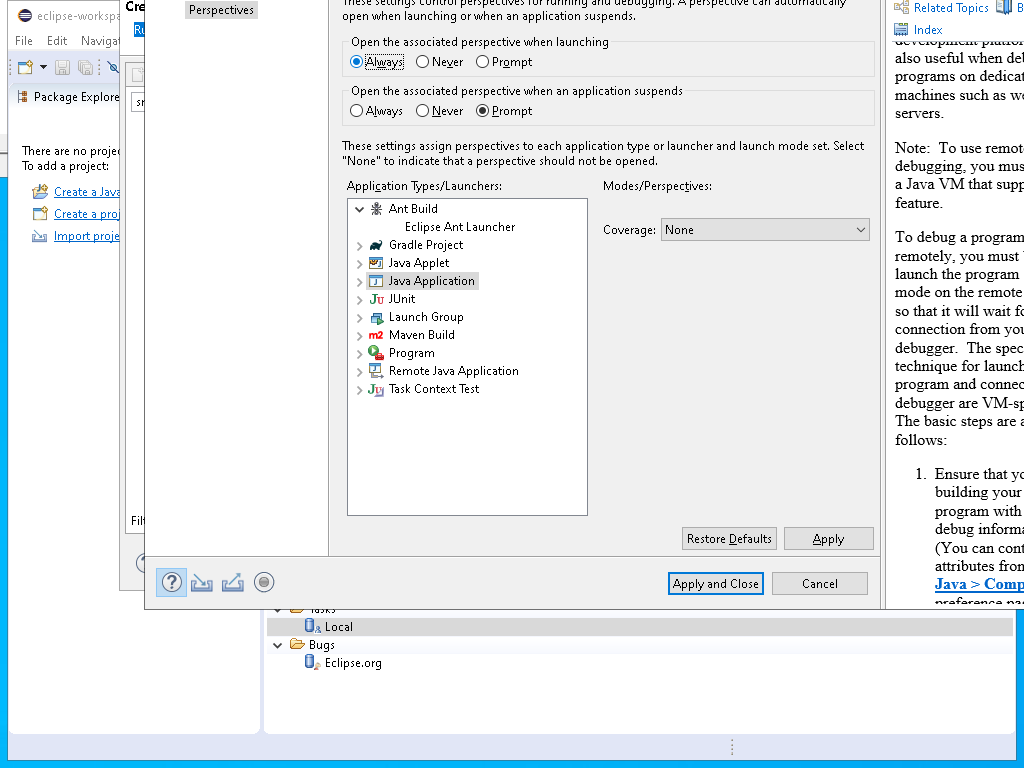 eclipse-workspa
Cre
File Edit Navigat
Ru
Package Explore
sr
There are no projec
To add a project:
Create a Java
Create a proj
Import proje
Filt
Perspectives
These settings control perspectives for running and debugging. A perspective can automatically
open when launching or when an application suspends.
Open the associated perspective when launching
Always Never Prompt
Open the associated perspective when an application suspends
Always Never Prompt
These settings assign perspectives to each application type or launcher and launch mode set. Select
"None" to indicate that a perspective should not be opened.
Application Types/Launchers:
Ant Build
Eclipse Ant Launcher
Gradle Project
Java Applet
Java Application
JUnit
Launch Group
Maven Build
Program
Remote Java Application
Task Context Test
Modes/Perspectives:
Coverage: None
Restore Defaults Apply
Apply and Close Cancel
Related Topics B
Index
development platfor
also useful when deb
programs on dedicat
machines such as we
servers.
Note: To use remote
debugging, you mus
a Java VM that supp
feature.
To debug a program
remotely, you must b
launch the program
mode on the remote
so that it will wait fo
connection from you
debugger. The spec
technique for launch
program and connec
debugger are VM-sp
The basic steps are a
follows:
1. Ensure that yo
building your
program with
debug informa
(You can cont
attributes from
Java > Comp
preference pag
Tasks
Local
Bugs
Eclipse.org